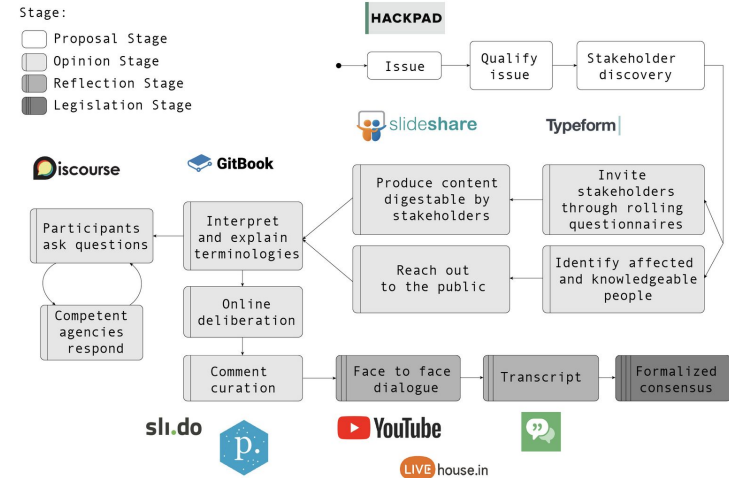 Stage:
Proposal Stage
Opinion Stage
Reflection Stage
Legislation Stage
HACKPAD
Issue
Qualify
issue
Stakeholder
discovery
slideshare
Typeform
Discourse
GitBook
Participants
ask questions
Interpret
and explain
terminologies
Produce content
digestable by
stakeholders
Invite
stakeholders
through rolling
questionnaires
Reach out
to the public
Identify affected
and knowledgeable
people
Competent
agencies
respond
Online
deliberation
Comment
curation
Face to face
dialogue
Transcript
Formalized
consensus
sli.do
p.
YouTube
LIVE house.in